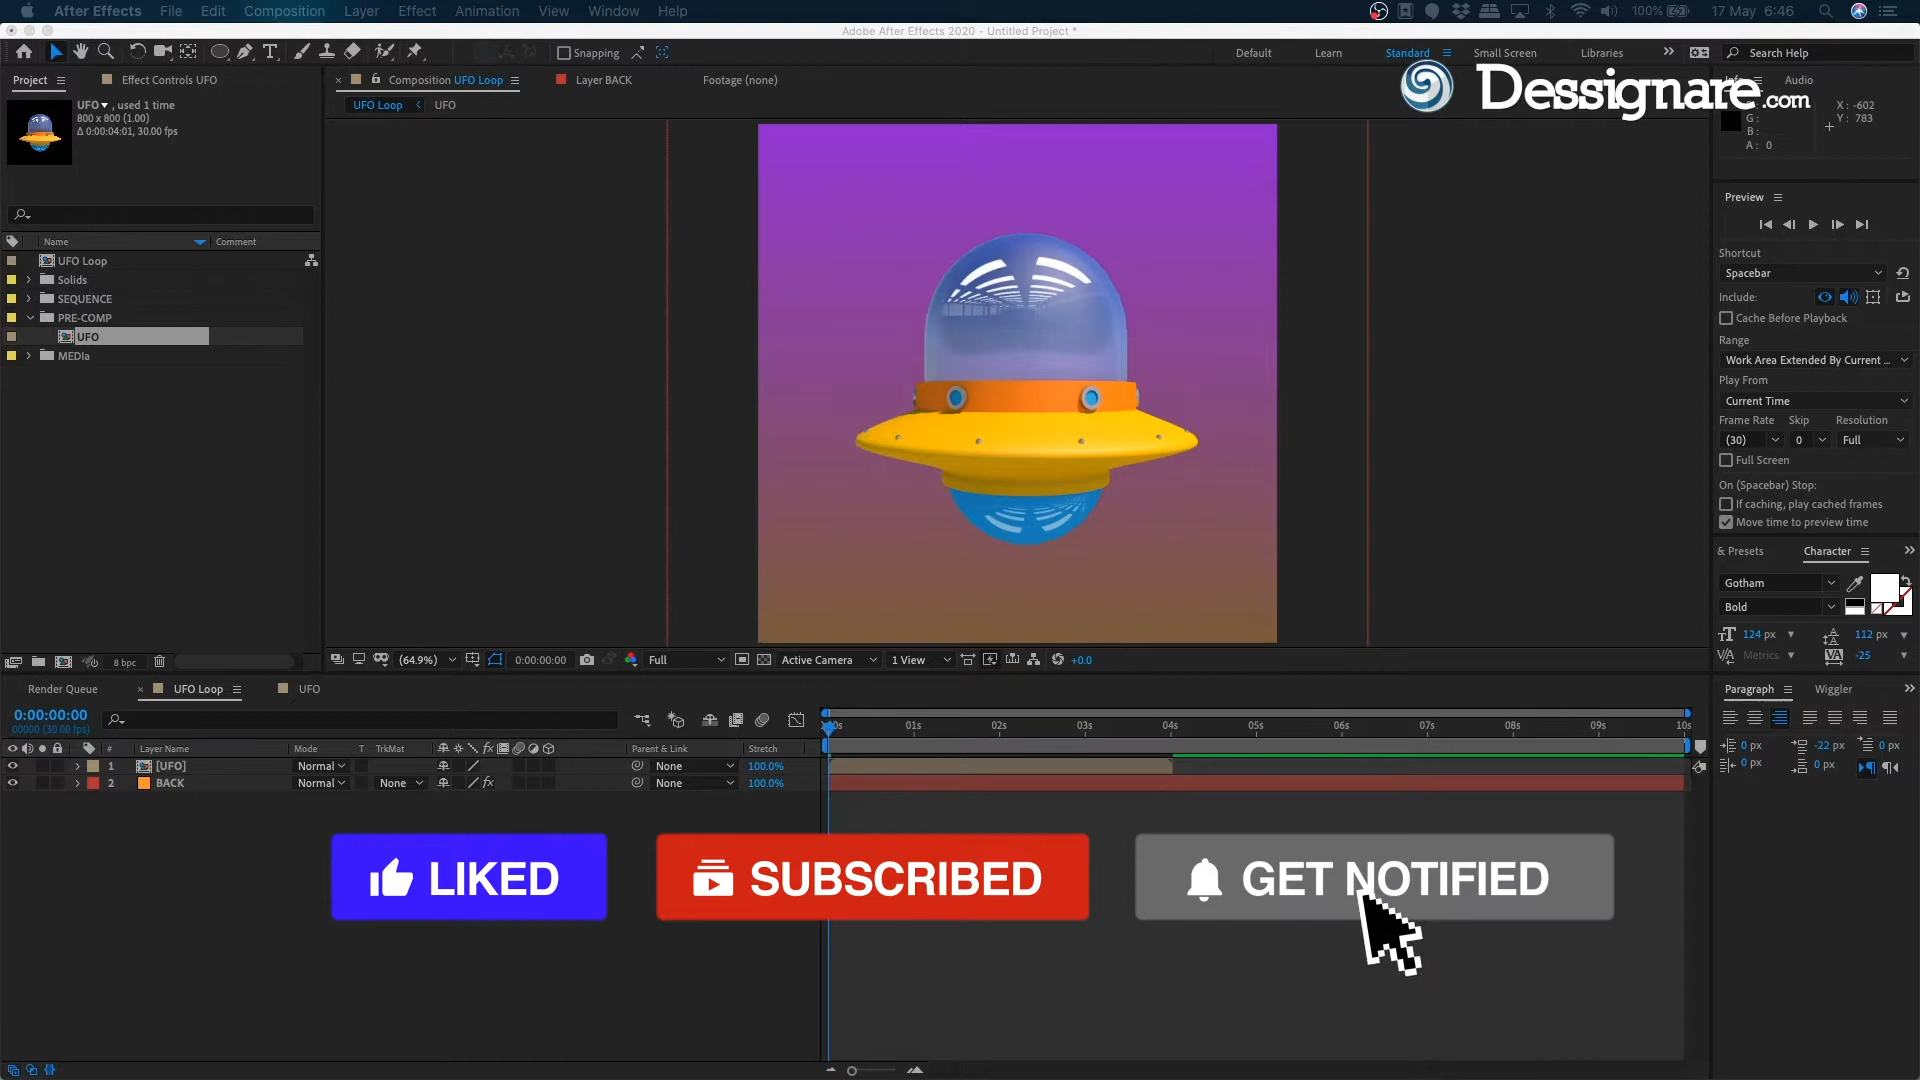 After Effects File Edit Composition Layer Effect Animation View Window Help 100% 17 May 6:46
Adobe After Effects 2020 - Untitled Project *
Snapping Default Learn Standard Small Screen Libraries Search Help
Project Effect Controls UFO Composition UFO Loop Layer BACK Footage (none) Audio
Dessignare.com
UFO , used 1 time
800 x 800 (1.00)
Δ 0:00:04:01, 30.00 fps
UFO Loop UFO
X : -602
Y : 783
G :
B :
A : 0
Preview
Shortcut
Spacebar
Include:
Cache Before Playback
Range
Work Area Extended By Current ...
Play From
Current Time
Frame Rate Skip Resolution
(30) 0 Full
Full Screen
On (Spacebar) Stop:
If caching, play cached frames
Move time to preview time
Name Comment
UFO Loop
Solids
SEQUENCE
PRE-COMP
UFO
MEDIa
& Presets Character
Gotham
Bold
124 px 112 px
Metrics -25
8 bpc
(64.9%) 0:00:00:00 Full Active Camera 1 View +0.0
Render Queue UFO Loop UFO
Paragraph Wiggler
0 px -22 px 0 px
0 px 0 px
0:00:00:00
00000 (30.00 fps)
01s 02s 03s 04s 05s 06s 07s 08s 09s 10s
# Layer Name Mode T TrkMat fx Parent & Link Stretch
1 [UFO] Normal None 100.0%
2 BACK Normal None fx None 100.0%
LIKED SUBSCRIBED GET NOTIFIED